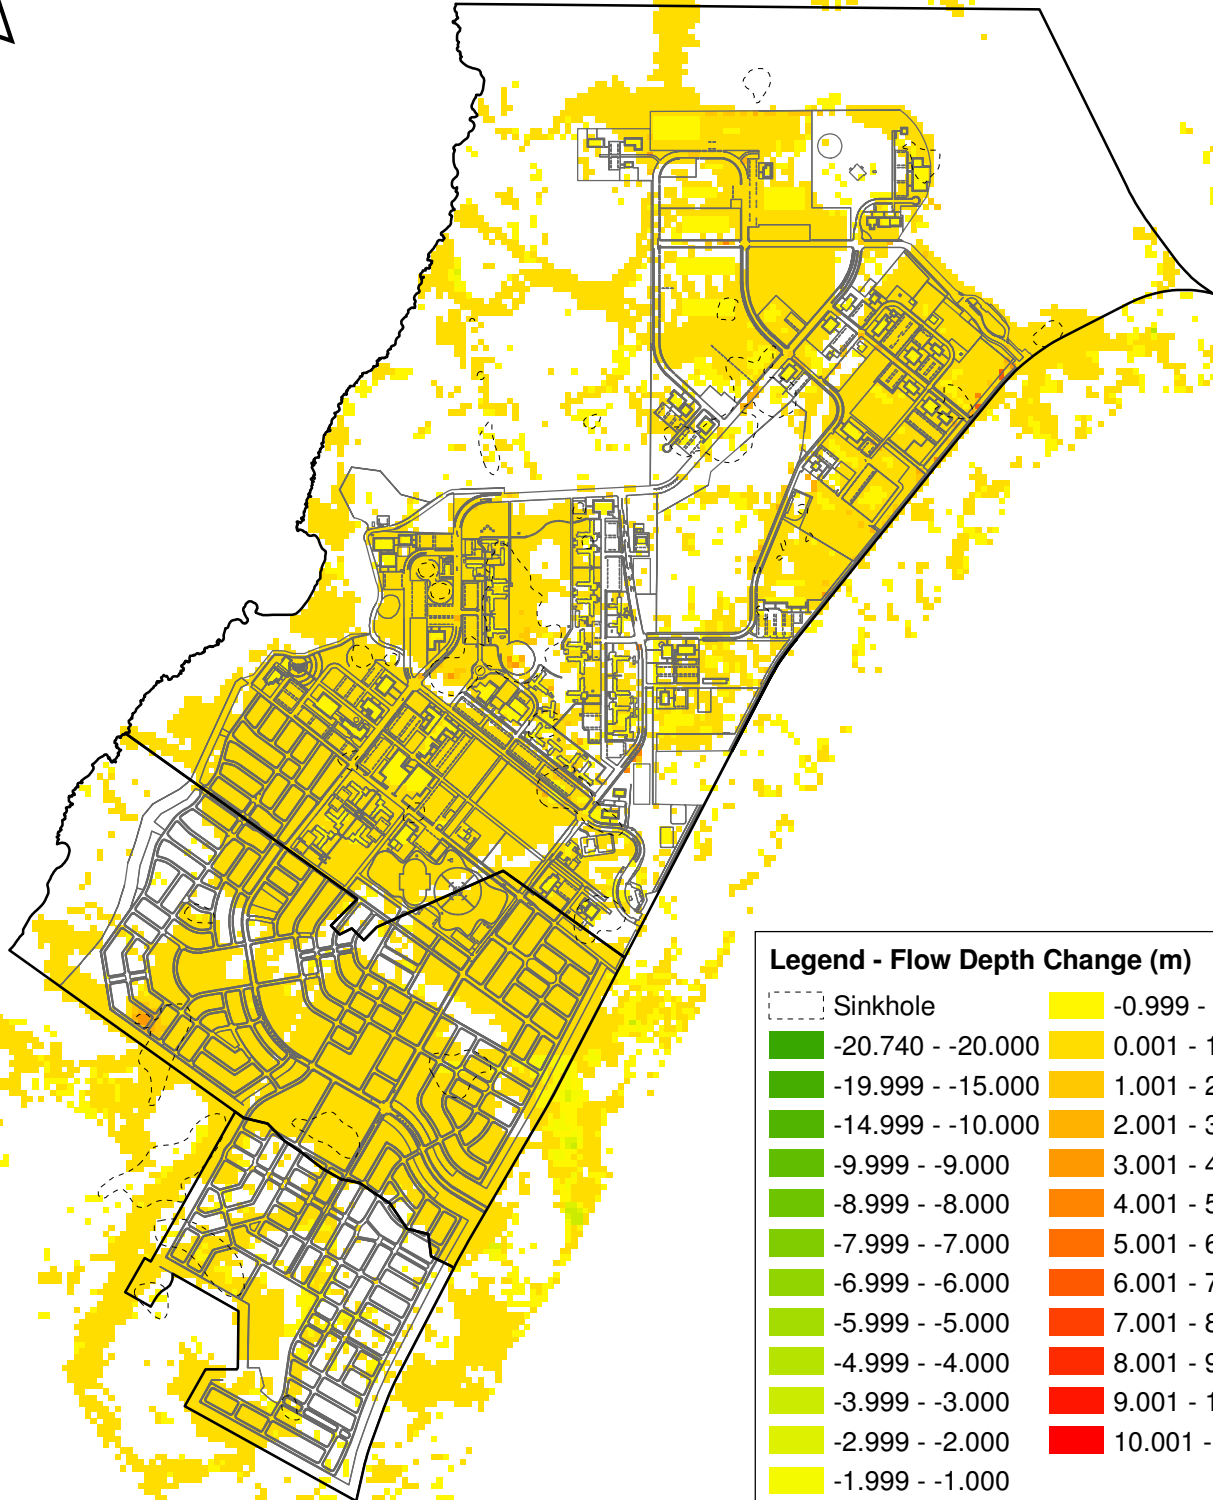 Legend - Flow Depth Change (m)
Sinkhole
-20.740 - -20.000
-19.999 - -15.000
-14.999 - -10.000
-9.999 - -9.000
-8.999 - -8.000
-7.999 - -7.000
-6.999 - -6.000
-5.999 - -5.000
-4.999 - -4.000
-3.999 - -3.000
-2.999 - -2.000
-1.999 - -1.000
-0.999 -
0.001 - 1
1.001 - 2
2.001 - 3
3.001 - 4
4.001 - 5
5.001 - 6
6.001 - 7
7.001 - 8
8.001 - 9
9.001 - 1
10.001 -